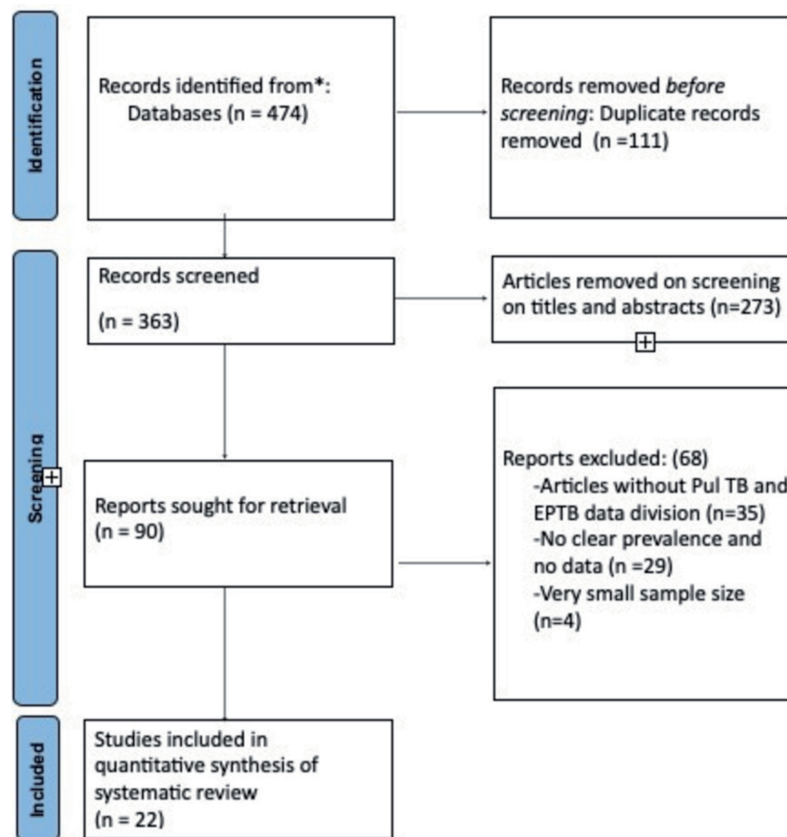 Identification
Records identified from*:
Databases (n = 474)
Records removed before
screening: Duplicate records
removed (n =111)
Screening
Records screened
(n = 363)
Articles removed on screening
on titles and abstracts (n=273)
Reports sought for retrieval
(n = 90)
Reports excluded: (68)
-Articles without Pul TB and
EPTB data division (n=35)
-No clear prevalence and
no data (n =29)
-Very small sample size
(n=4)
Included
Studies included in
quantitative synthesis of
systematic review
(n = 22)